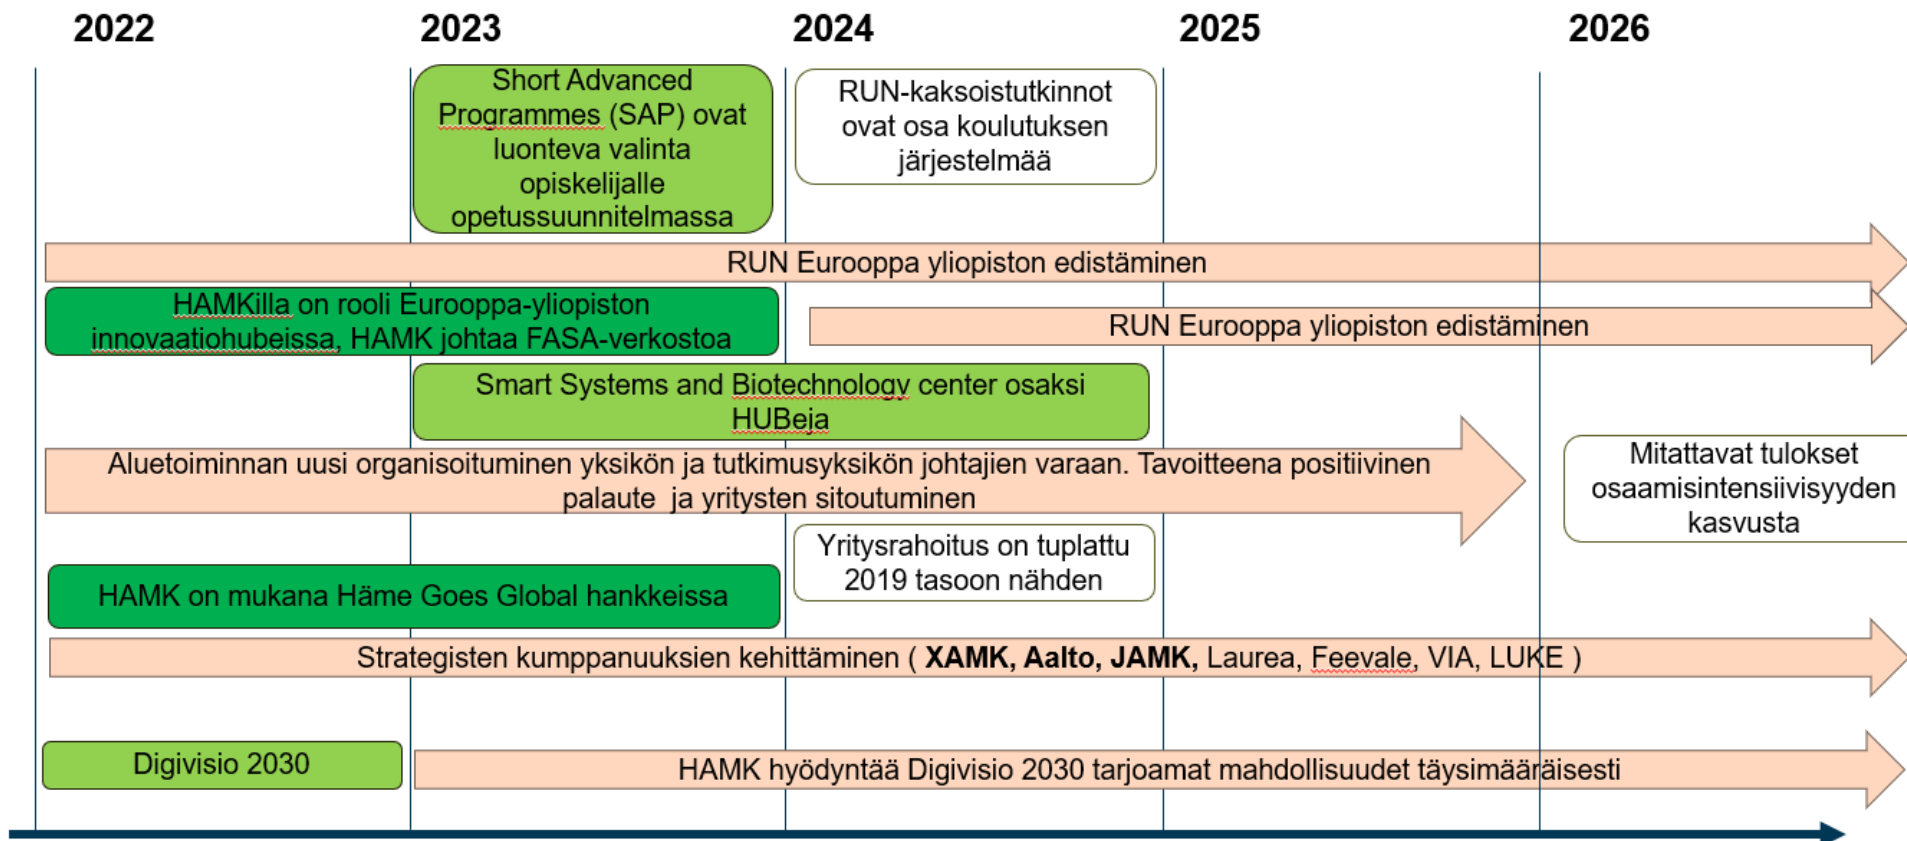 2022
2023
2024
2025
2026
Short Advanced
Programmes (SAP) ovat
luonteva valinta
opiskelijalle
opetussuunnitelmassa
RUN-kaksoistutkinnot
ovat osa koulutuksen
järjestelmää
RUN Eurooppa yliopiston edistäminen
HAMKilla on rooli Eurooppa-yliopiston
innovaatiohubeissa, HAMK johtaa FASA-verkostoa
RUN Eurooppa yliopiston edistäminen
Smart Systems and Biotechnology center osaksi
HUBeja
Aluetoiminnan uusi organisoituminen yksikön ja tutkimusyksikön johtajien varaan. Tavoitteena positiivinen
palaute ja yritysten sitoutuminen
Mitattavat tulokset
osaamisintensiivisyyden
kasvusta
Yritysrahoitus on tuplattu
2019 tasoon nähden
HAMK on mukana Häme Goes Global hankkeissa
Strategisten kumppanuuksien kehittäminen ( XAMK, Aalto, JAMK, Laurea, Feevale, VIA, LUKE )
Digivisio 2030
HAMK hyödyntää Digivisio 2030 tarjoamat mahdollisuudet täysimääräisesti